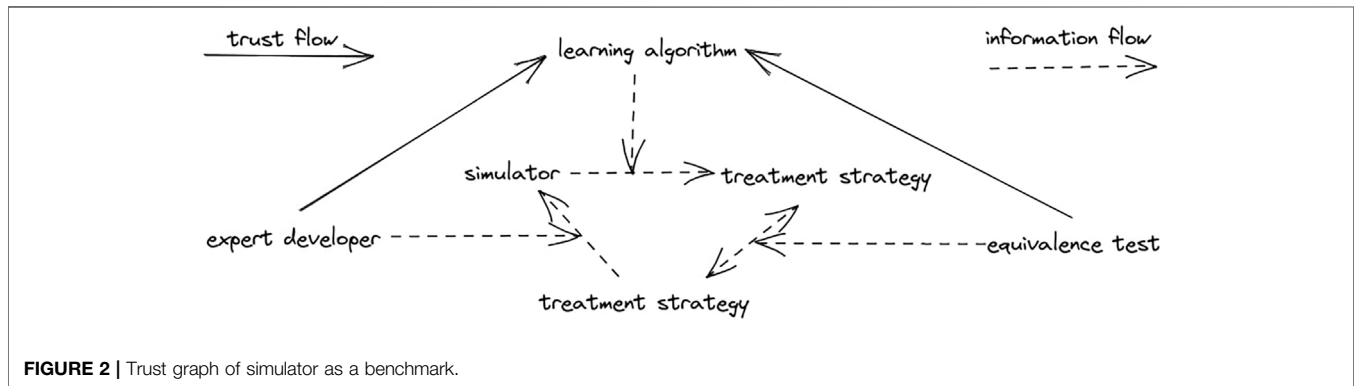 trust flow
learning algorithm
information flow
simulator
treatment strategy
expert developer
equivalence test
treatment strategy
FIGURE 2 | Trust graph of simulator as a benchmark.